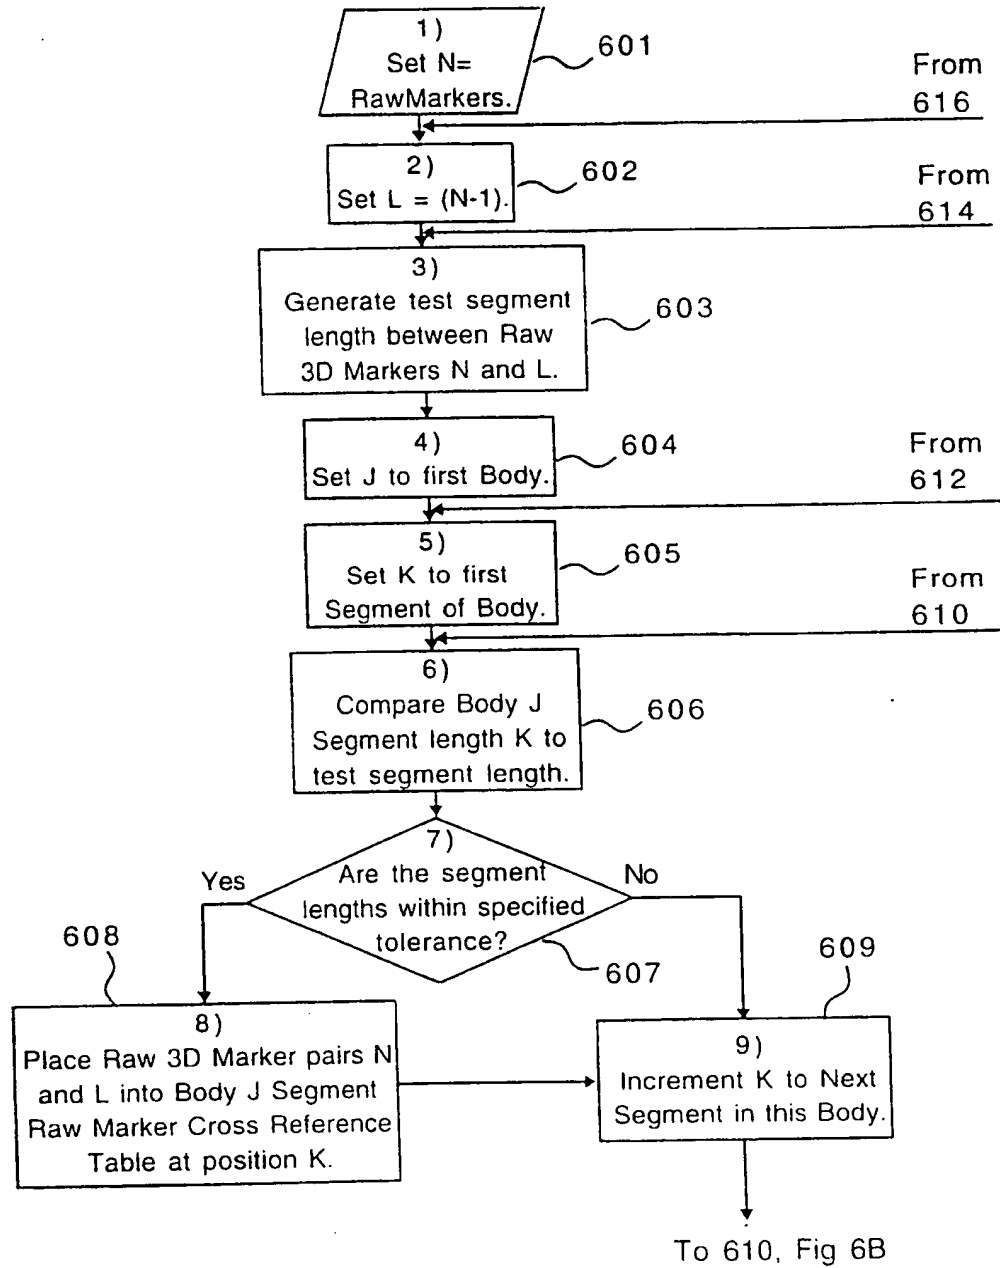 1)
Set N=
RawMarkers.
601
From
616
2)
Set L = (N-1).
602
From
614
3)
Generate test segment
length between Raw
3D Markers N and L.
603
4)
Set J to first Body.
604
From
612
5)
Set K to first
Segment of Body.
605
From
610
6)
Compare Body J
Segment length K to
test segment length.
606
7)
Are the segment
lengths within specified
tolerance?
Yes
No
607
608
8)
Place Raw 3D Marker pairs N
and L into Body J Segment
Raw Marker Cross Reference
Table at position K.
609
9)
Increment K to Next
Segment in this Body.
To 610, Fig 6B